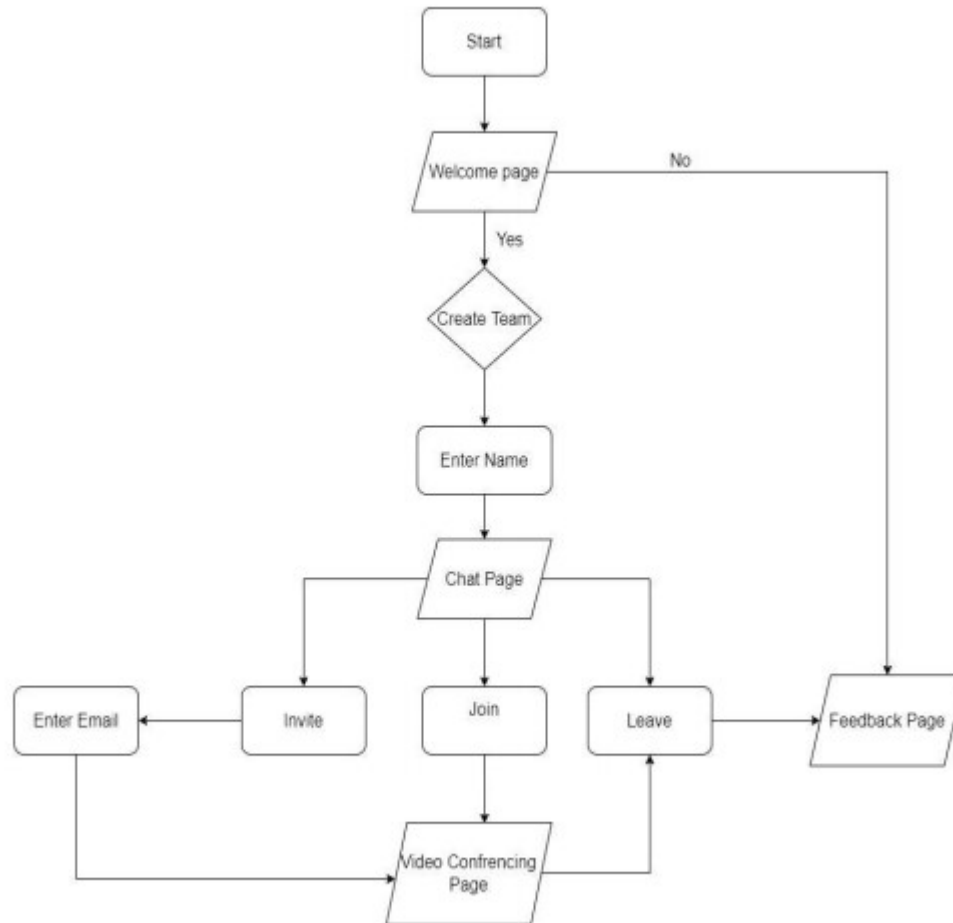 Start
Welcome page
No
Yes
Create Team
Enter Name
Chat Page
Enter Email
Invite
Join
Leave
Feedback Page
Video Confrencing
Page